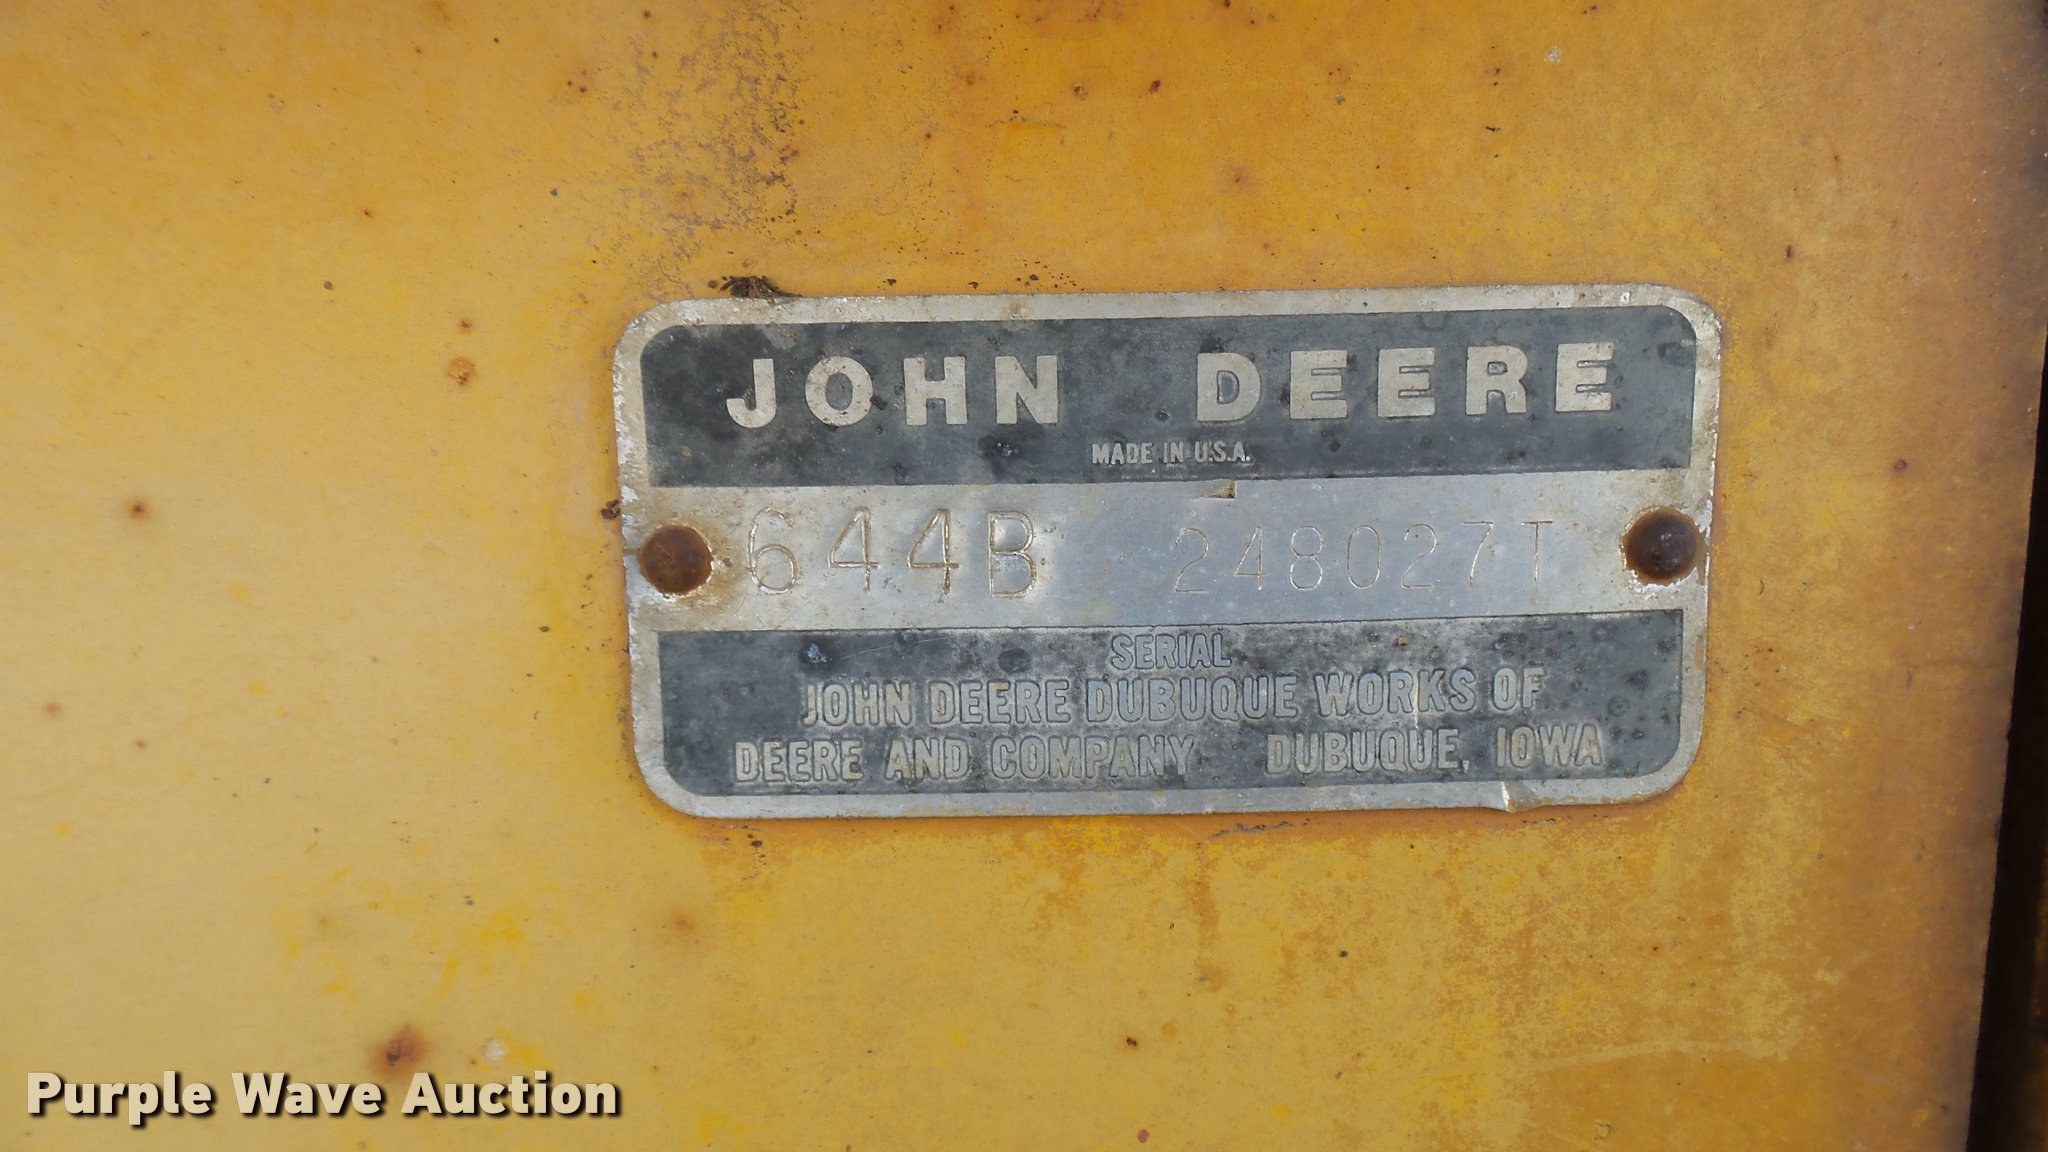 JOHN DEERE
MADE IN U.S.A.
644B 248027T
SERIAL
JOHN DEERE DUBUQUE WORKS OF
DEERE AND COMPANY DUBUQUE, IOWA
Purple Wave Auction